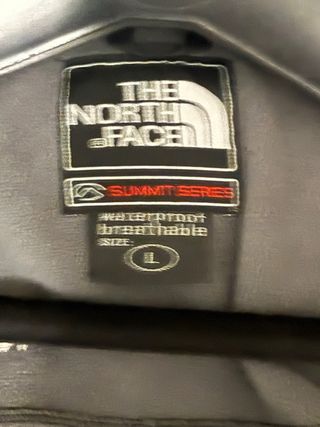 THE
NORTH
FACE
SUMMIT SERIES
waterproof
breathable
SIZE:
L